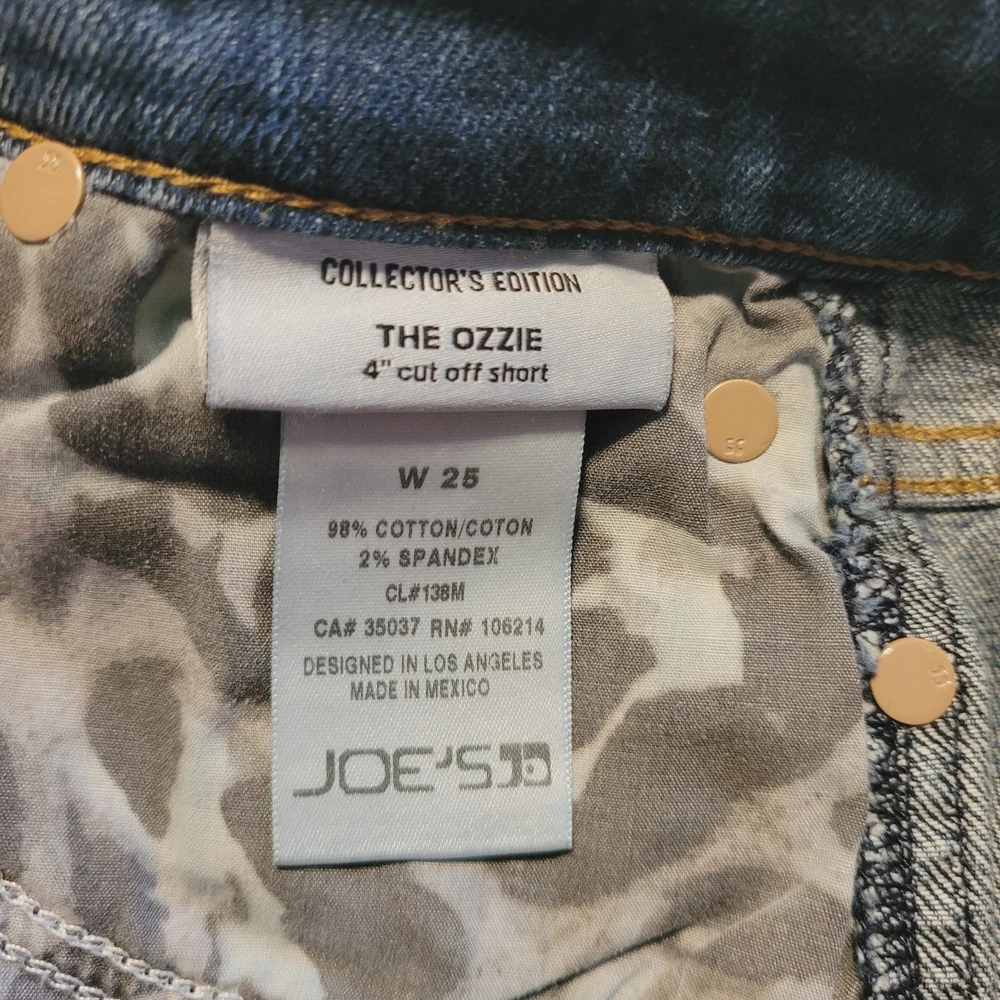 COLLECTOR'S EDITION
THE OZZIE
4" cut off short
W 25
98% COTTON/COTON
2% SPANDEX
CL#138M
CA# 35037 RN# 106214
DESIGNED IN LOS ANGELES
MADE IN MEXICO
JOE'S